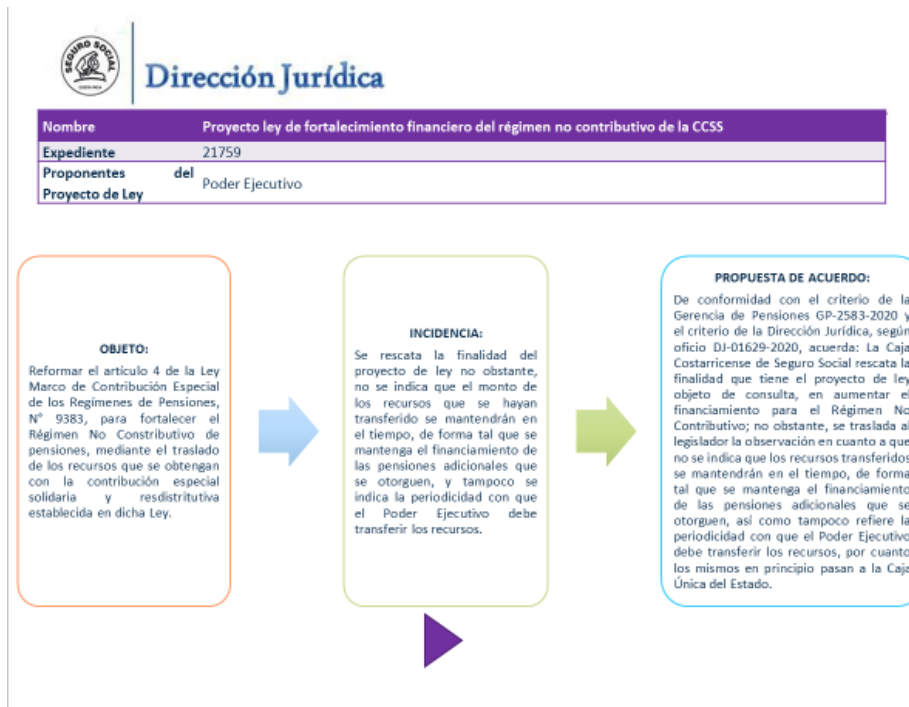 SEGURO SOCIAL
COSTA RICA
Dirección Jurídica
Nombre Proyecto ley de fortalecimiento financiero del régimen no contributivo de la CCSS
Expediente 21759
Proponentes del
Proyecto de Ley Poder Ejecutivo
OBJETO:
Reformar el artículo 4 de la Ley
Marco de Contribución Especial
de los Regímenes de Pensiones,
N° 9383, para fortalecer el
Régimen No Constributivo de
pensiones, mediante el traslado
de los recursos que se obtengan
con la contribución especial
solidaria y resdistributiva
establecida en dicha Ley.
INCIDENCIA:
Se rescata la finalidad del
proyecto de ley no obstante,
no se indica que el monto de
los recursos que se hayan
transferido se mantendrán en
el tiempo, de forma tal que se
mantenga el financiamiento de
las pensiones adicionales que
se otorguen, y tampoco se
indica la periodicidad con que
el Poder Ejecutivo debe
transferir los recursos.
PROPUESTA DE ACUERDO:
De conformidad con el criterio de la
Gerencia de Pensiones GP-2583-2020 y
el criterio de la Dirección Jurídica, según
oficio DJ-01629-2020, acuerda: La Caja
Costarricense de Seguro Social rescata la
finalidad que tiene el proyecto de ley
objeto de consulta, en aumentar el
financiamiento para el Régimen No
Contributivo; no obstante, se traslada al
legislador la observación en cuanto a que
no se indica que los recursos transferidos
se mantendrán en el tiempo, de forma
tal que se mantenga el financiamiento
de las pensiones adicionales que se
otorguen, así como tampoco refiere la
periodicidad con que el Poder Ejecutivo
debe transferir los recursos, por cuanto
los mismos en principio pasan a la Caja
Única del Estado.